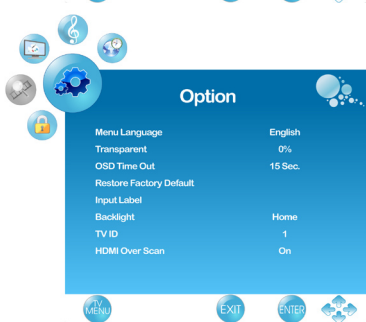 Option
Menu Language English
Transparent 0%
OSD Time Out 15 Sec.
Restore Factory Default
Input Label
Backlight Home
TV ID 1
HDMI Over Scan On
TV MENU EXIT ENTER